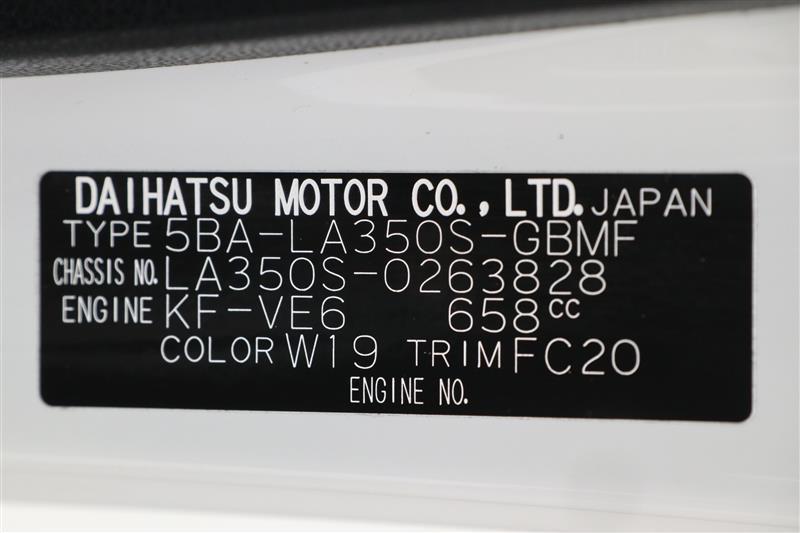 DAIHATSU MOTOR CO., LTD. JAPAN
TYPE 5BA-LA350S-GBMF
CHASSIS NO. LA350S-0263828
ENGINE KF-VE6 658cc
COLOR W19 TRIM FC20
ENGINE NO.